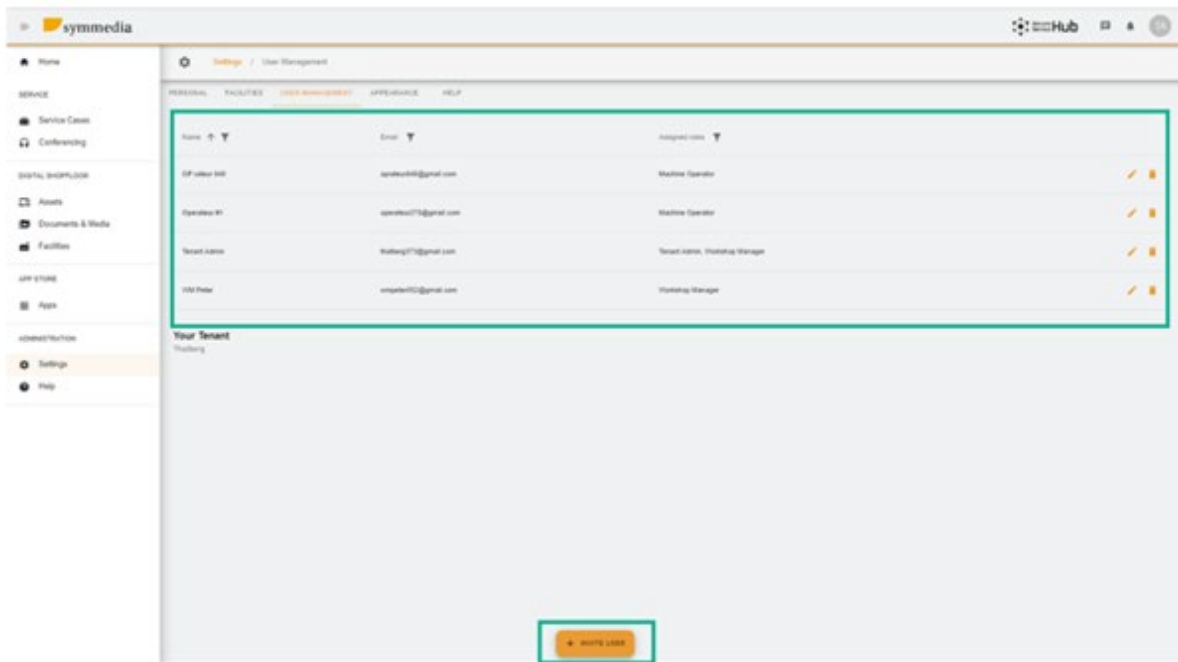 symmedia
Hub
Home
Settings / User Management
SERVICE
PERSONAL FACILITIES USER MANAGEMENT APPEARANCE HELP
Service Cases
Conferencing
Name Email Assigned roles
DIGITAL SHOPFLOOR
Machine Operator
Assets
Documents & Media
Operateur #1 Machine Operator
Facilities
Tenant Admin Tenant Admin, Workshop Manager
APP STORE
WM Peter Workshop Manager
Apps
ADMINISTRATION
Your Tenant
Settings
Help
+ INVITE USER